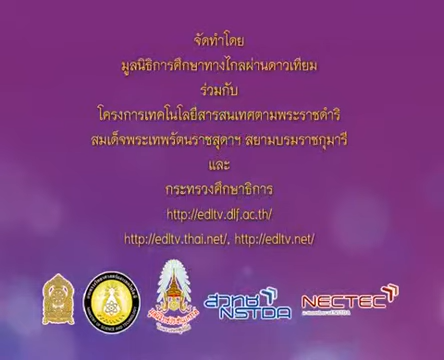 จัดทำโดย
มูลนิธิการศึกษาทางไกลผ่านดาวเทียม
ร่วมกับ
โครงการเทคโนโลยีสารสนเทศตามพระราชดำริ
สมเด็จพระเทพรัตนราชสุดาฯ สยามบรมราชกุมารี
และ
กระทรวงศึกษาธิการ
http://edltv.dlf.ac.th/
http://edltv.thai.net/, http://edltv.net/
สวทช
NSTDA
NECTEC
a member of NSTDA